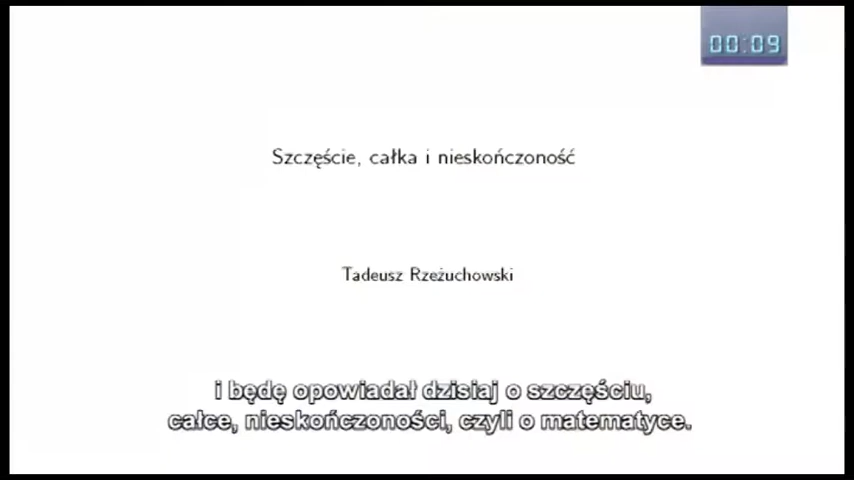 00:09
Szczęście, całka i nieskończoność
Tadeusz Rzeżuchowski
i będę opowiadał dzisiaj o szczęściu,
całce, nieskończoności, czyli o matematyce.